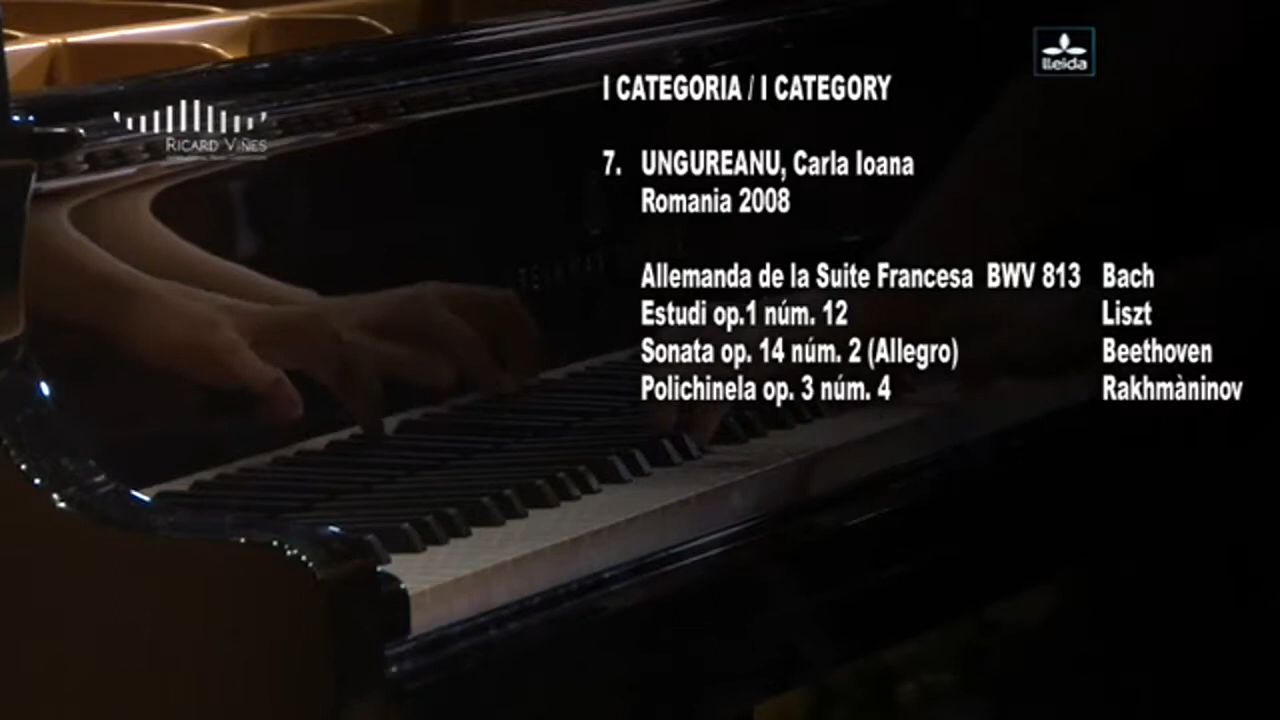 lleida
I CATEGORIA / I CATEGORY
RICARD VIÑES
7. UNGUREANU, Carla Ioana
Romania 2008
Allemanda de la Suite Francesa BWV 813 Bach
Estudi op.1 núm. 12 Liszt
Sonata op. 14 núm. 2 (Allegro) Beethoven
Polichinela op. 3 núm. 4 Rakhmàninov